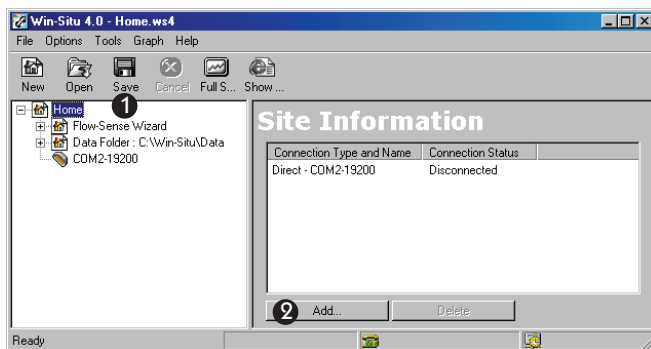 Win-Situ 4.0 - Home.ws4
File Options Tools Graph Help
New Open Save Cancel Full S... Show ...
1
Home
Flow-Sense Wizard
Data Folder : C:\Win-Situ\Data
COM2-19200
Site Information
Connection Type and Name Connection Status
Direct - COM2-19200 Disconnected
2 Add... Delete
Ready